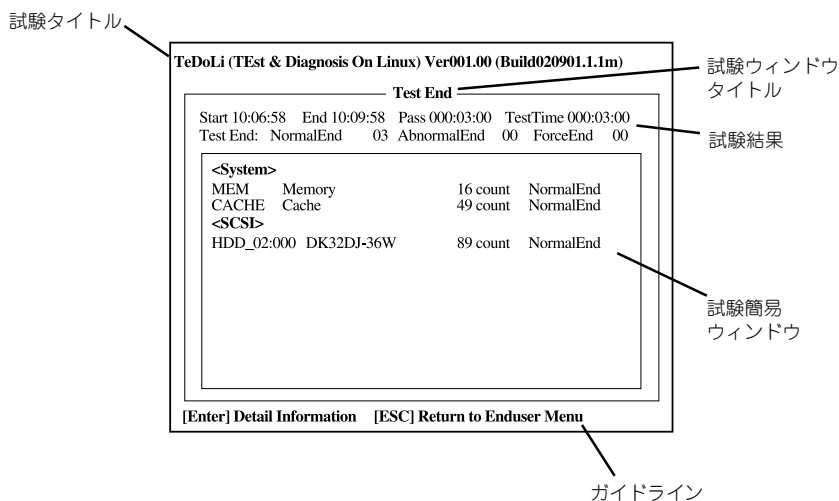 試験タイトル
TeDoLi (TEst & Diagnosis On Linux) Ver001.00 (Build020901.1.1m)
試験ウィンドウ
タイトル
Test End
Start 10:06:58 End 10:09:58 Pass 000:03:00 TestTime 000:03:00
Test End: NormalEnd 03 AbnormalEnd 00 ForceEnd 00
試験結果
<System>
MEM Memory 16 count NormalEnd
CACHE Cache 49 count NormalEnd
<SCSI>
HDD_02:000 DK32DJ-36W 89 count NormalEnd
試験簡易
ウィンドウ
[Enter] Detail Information [ESC] Return to Enduser Menu
ガイドライン